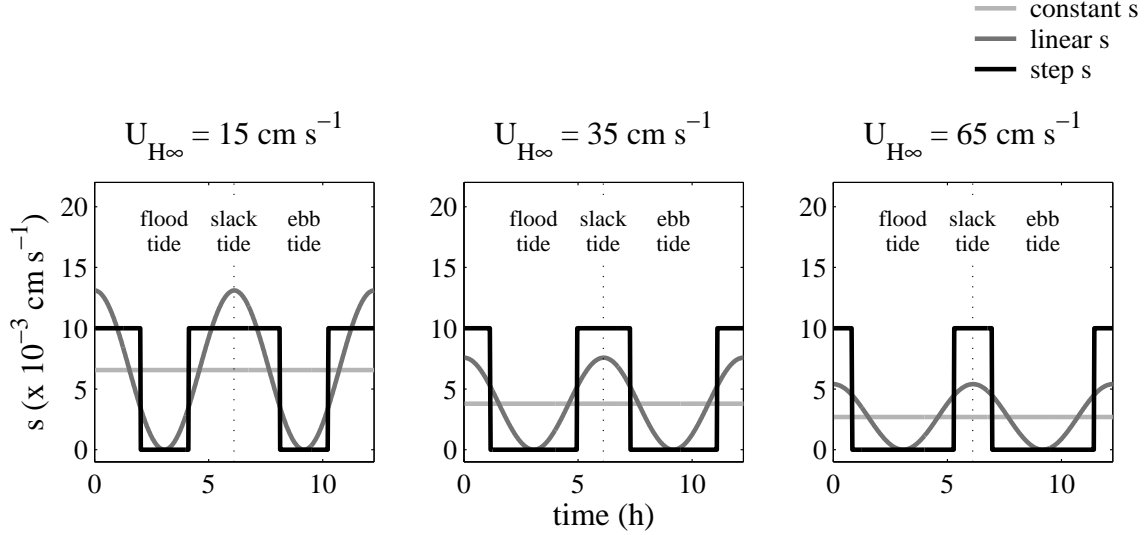 constant s
linear s
step s
U_H∞ = 15 cm s⁻¹
U_H∞ = 35 cm s⁻¹
U_H∞ = 65 cm s⁻¹
s (x 10⁻³ cm s⁻¹)
20
15
10
5
0
flood tide
slack tide
ebb tide
0
5
10
20
15
10
5
0
flood tide
slack tide
ebb tide
0
5
10
20
15
10
5
0
flood tide
slack tide
ebb tide
0
5
10
time (h)